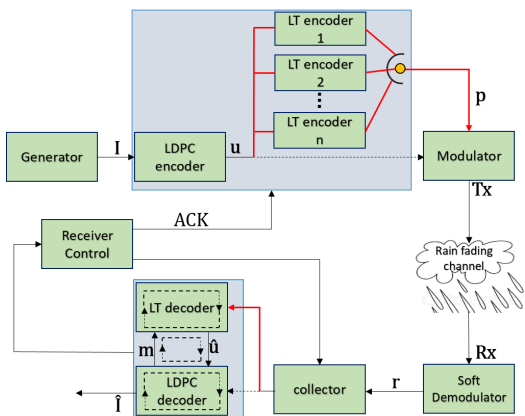 LT encoder
1
LT encoder
2
LT encoder
n
p
Generator
I
LDPC
encoder
u
Modulator
ACK
Tx
Receiver
Control
Rain fading
channel
LT decoder
m
û
Rx
LDPC
decoder
Î
collector
r
Soft
Demodulator